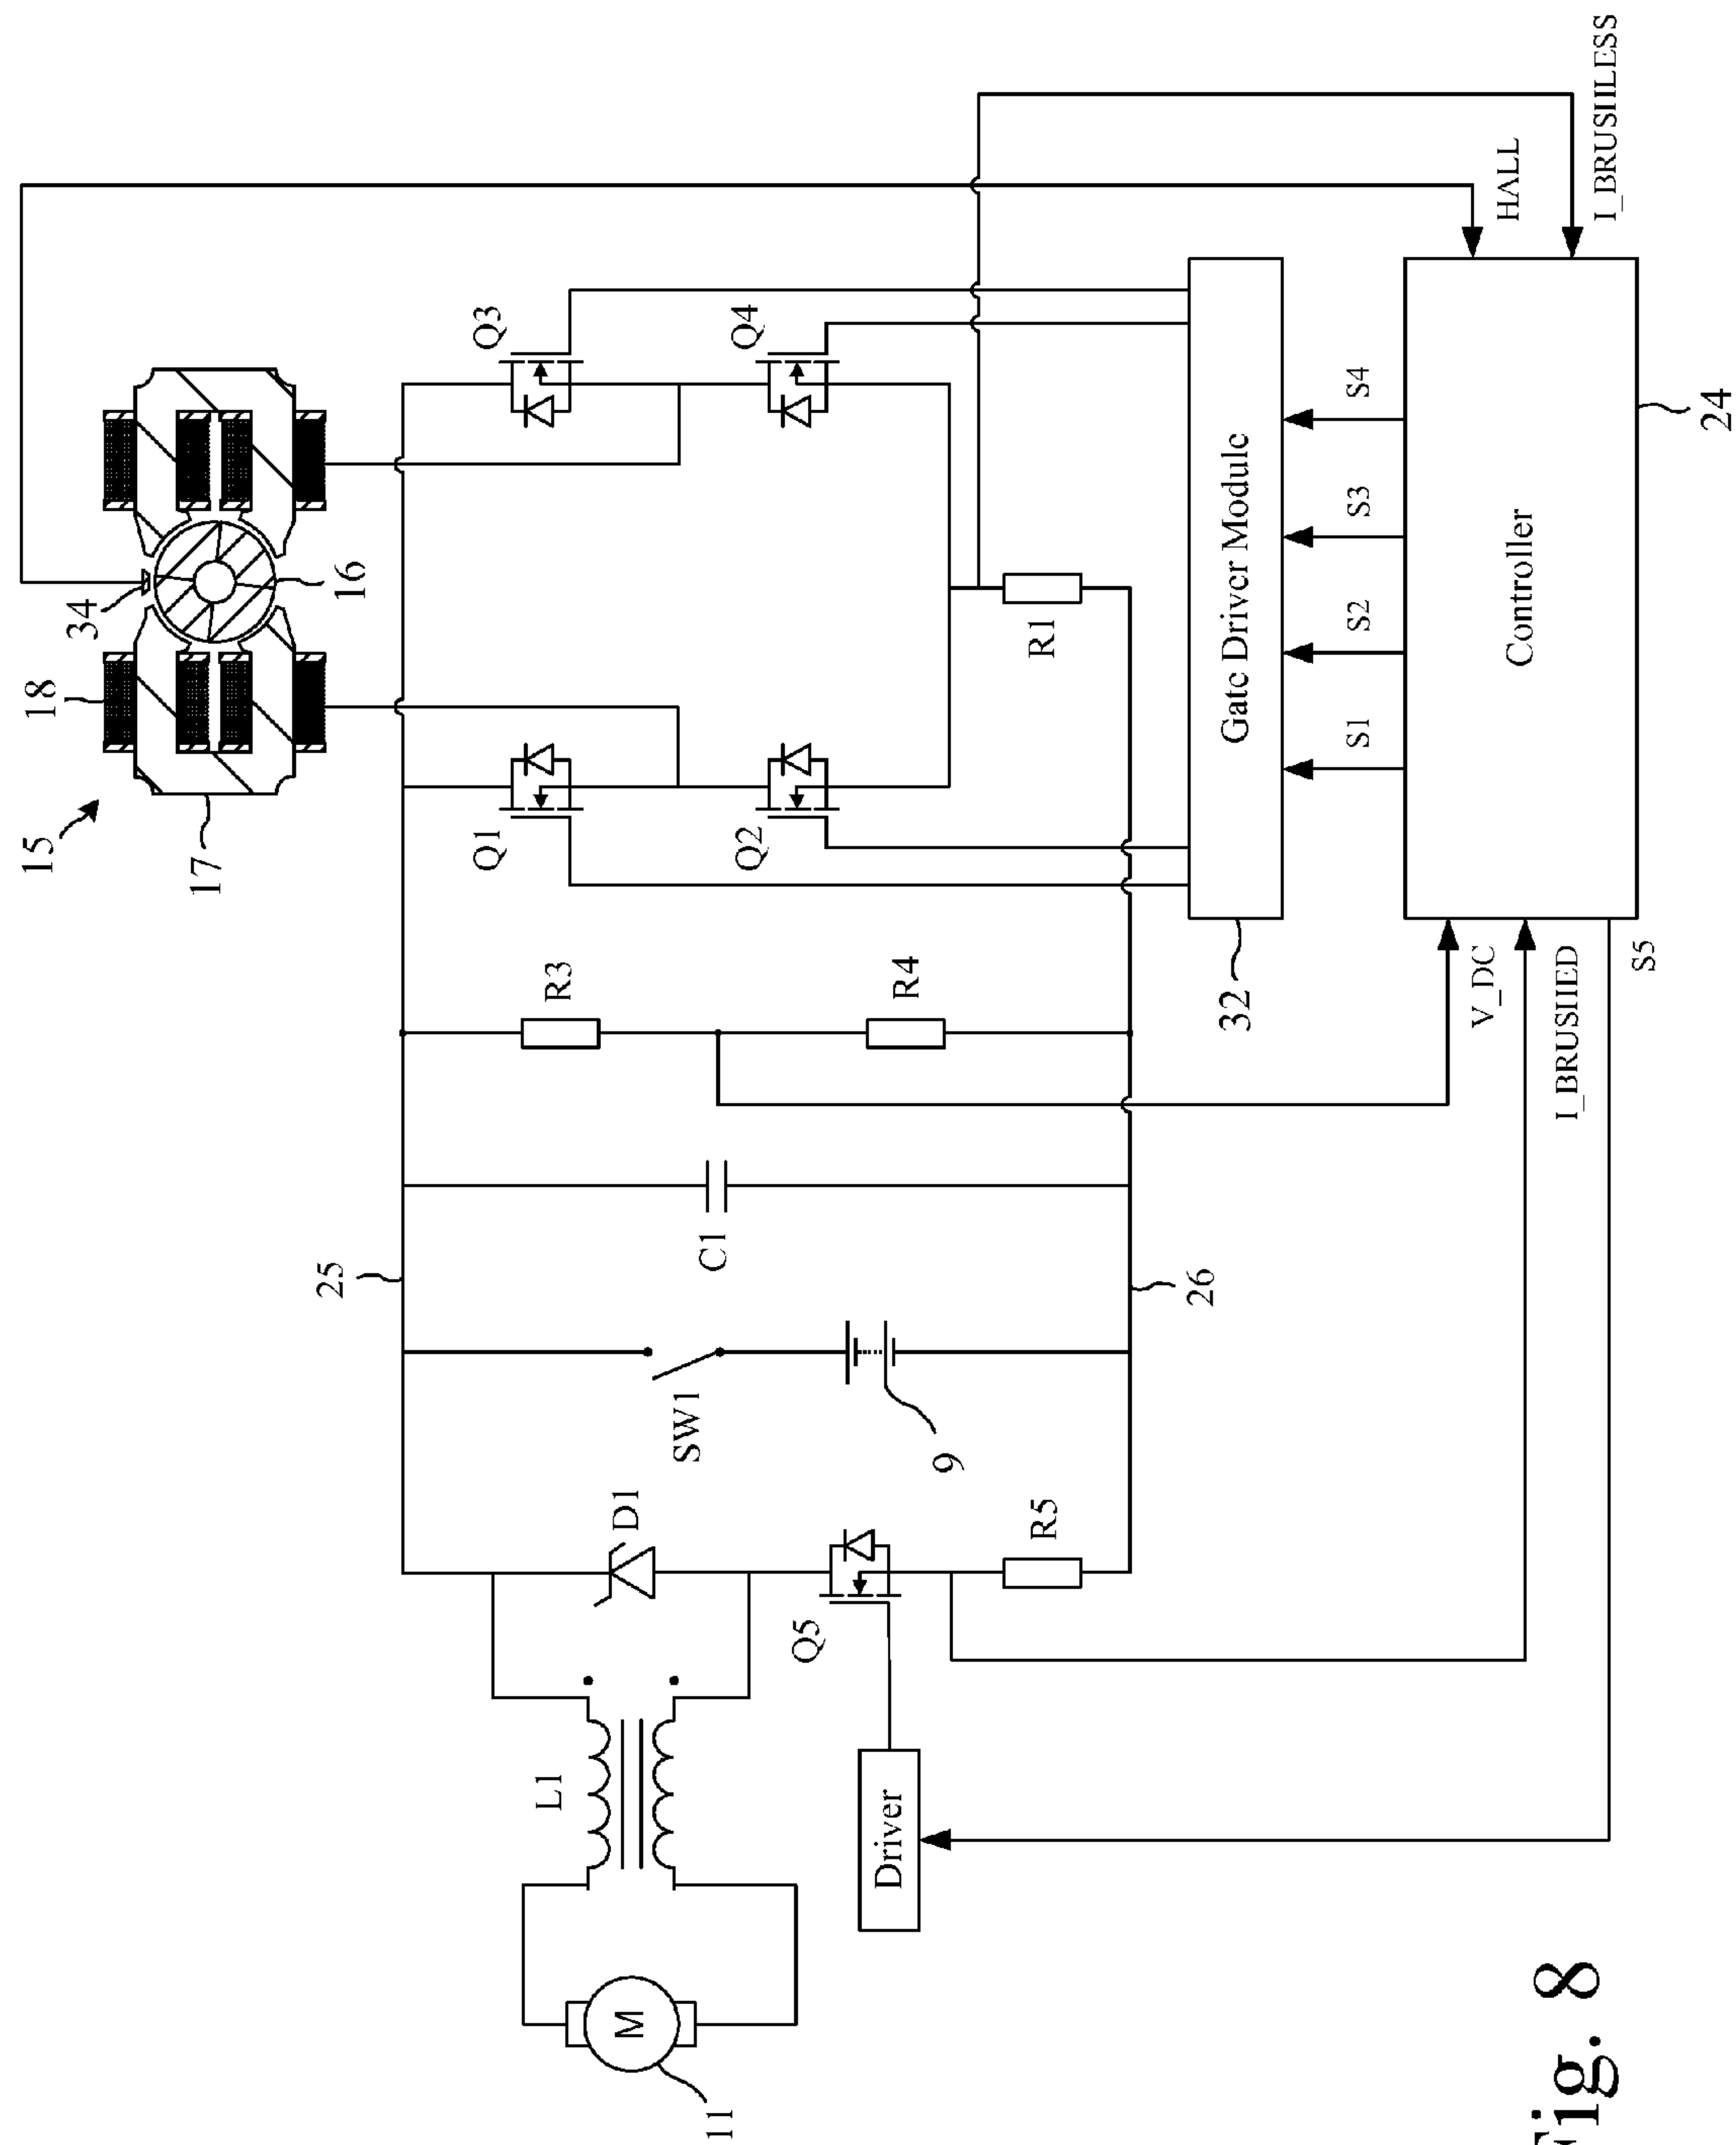 15
18
34
17
25
16
Q1
Q3
L1
R3
D1
M
SW1
C1
11
Q2
Q4
Q5
Driver
R4
9
R5
R1
26
32
Gate Driver Module
S1
S2
S3
S4
V_DC
HALL
Controller
I_BRUSHED
I_BRUSHLESS
S5
24
Fig. 8